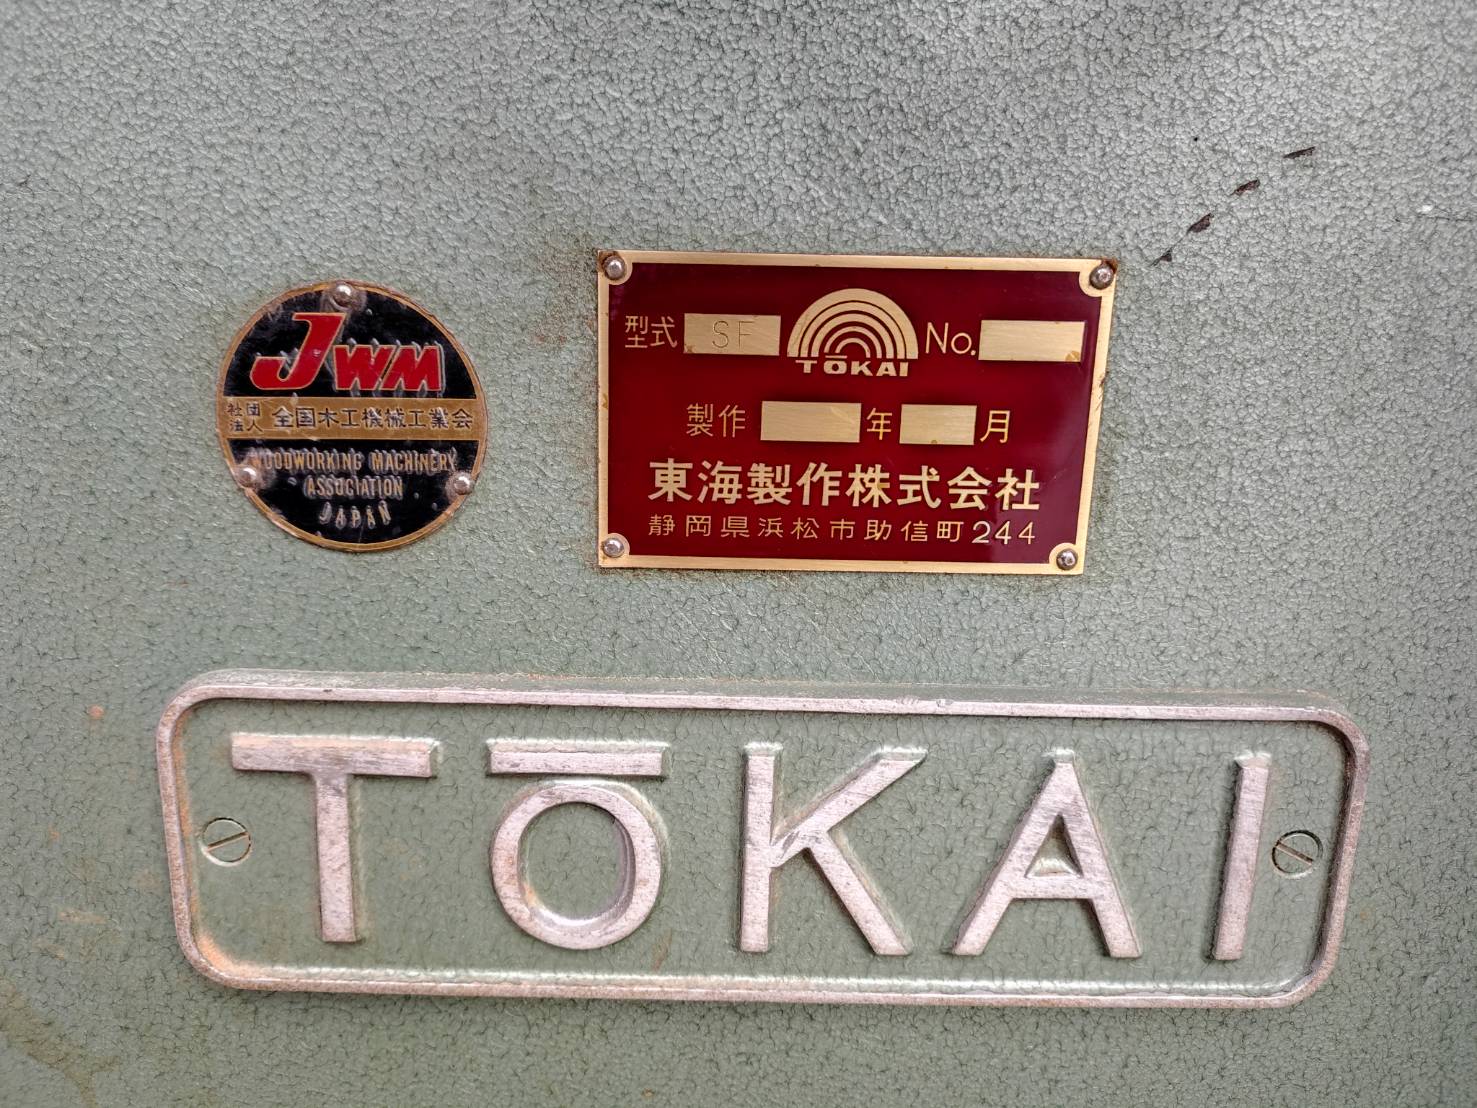 JWM
社団法人 全国木工機械工業会
WOODWORKING MACHINERY
ASSOCIATION
JAPAN
型式 SF TŌKAI No.
製作 年 月
東海製作株式会社
静岡県浜松市助信町244
TŌKAI